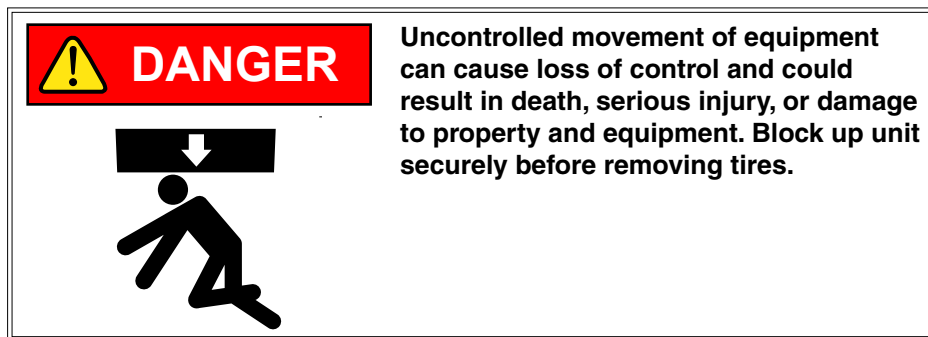 DANGER
Uncontrolled movement of equipment
can cause loss of control and could
result in death, serious injury, or damage
to property and equipment. Block up unit
securely before removing tires.